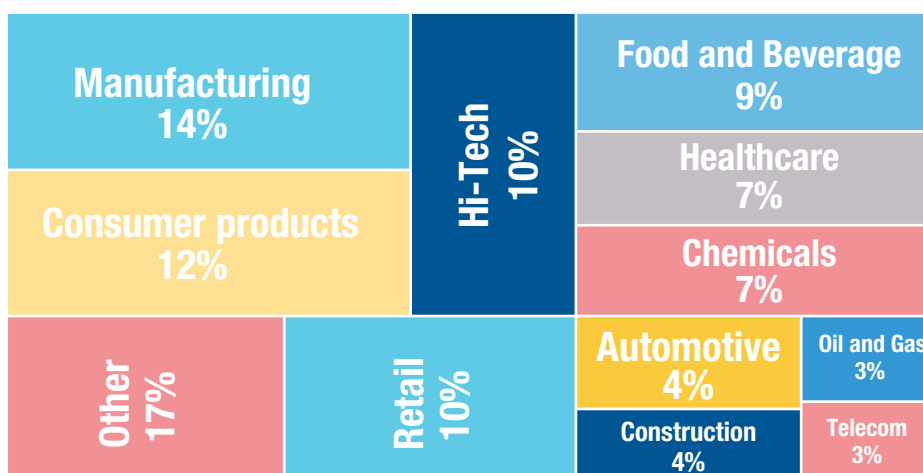 Manufacturing
14%
Consumer products
12%
Hi-Tech
10%
Food and Beverage
9%
Healthcare
7%
Chemicals
7%
Other
17%
Retail
10%
Automotive
4%
Construction
4%
Oil and Gas
3%
Telecom
3%